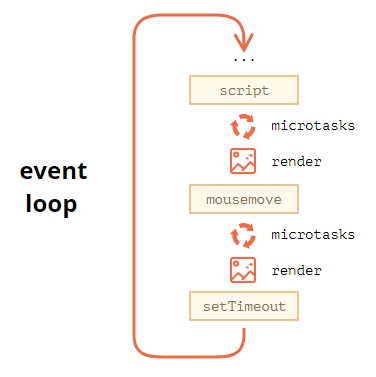 ...
script
microtasks
render
event
loop
mousemove
microtasks
render
setTimeout